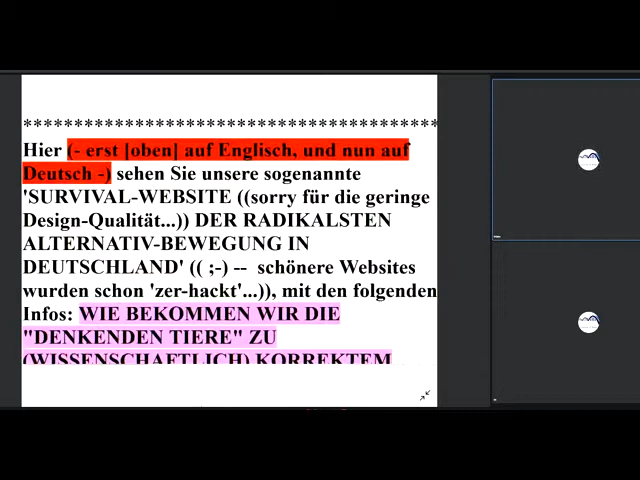 *****************************************
Hier (- erst |oben| auf Englisch, und nun auf
Deutsch -) sehen Sie unsere sogenannte
'SURVIVAL-WEBSITE ((sorry für die geringe
Design-Qualität...)) DER RADIKALSTEN
ALTERNATIV-BEWEGUNG IN
DEUTSCHLAND' (( ;-) -- schönere Websites
wurden schon 'zer-hackt'...)), mit den folgenden
Infos: WIE BEKOMMEN WIR DIE
"DENKENDEN TIERE" ZU
(WISSENSCHAFTLICH) KORREKTEM